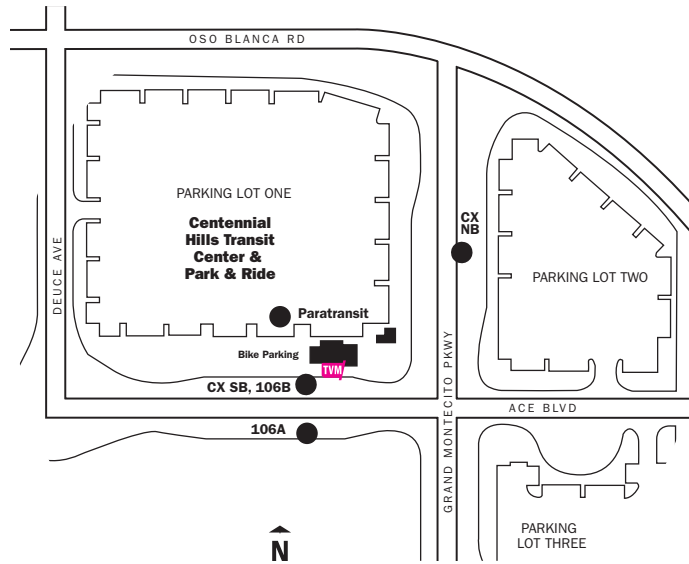 OSO BLANCA RD
PARKING LOT ONE
Centennial
Hills Transit
Center &
Park & Ride
CX
NB
DEUCE AVE
PARKING LOT TWO
Paratransit
Bike Parking
TVM
CX SB, 106B
GRAND MONTECITO PKWY
ACE BLVD
106A
PARKING
LOT THREE
N